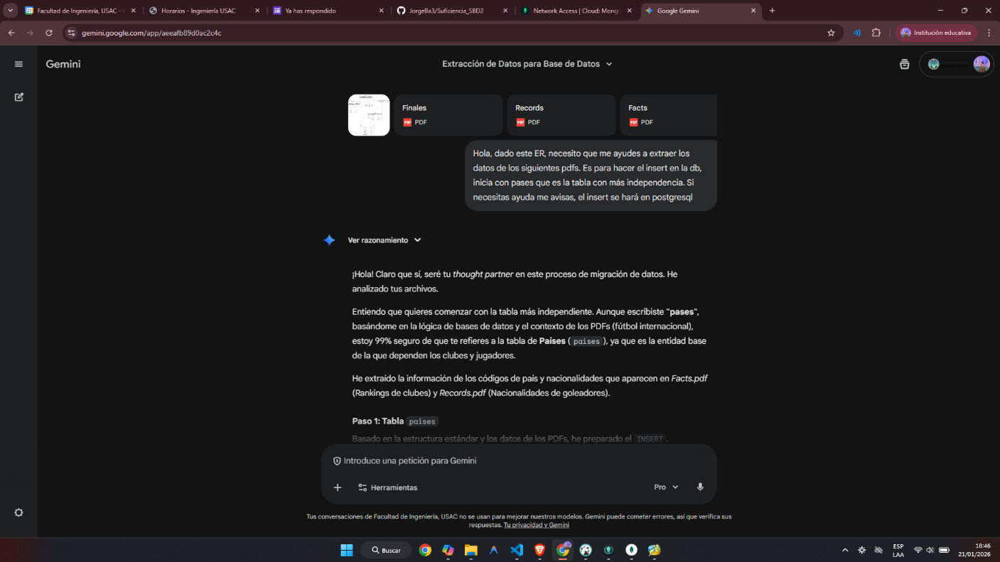 Facultad de Ingeniería, USAC - 
Horarios - Ingeniería USAC
Ya has respondido
JorgeBa3/Suficiencia_SBD2
Network Access | Cloud: Mong
Google Gemini
gemini.google.com/app/aeeafb89d0ac2c4c
Institución educativa
Gemini
Extracción de Datos para Base de Datos
Finales
PDF
Records
PDF
Facts
PDF
Hola, dado este ER, necesito que me ayudes a extraer los
datos de los siguientes pdfs. Es para hacer el insert en la db,
inicia con pases que es la tabla con más independencia. Si
necesitas ayuda me avisas, el insert se hará en postgresql
Ver razonamiento
¡Hola! Claro que sí, seré tu thought partner en este proceso de migración de datos. He
analizado tus archivos.
Entiendo que quieres comenzar con la tabla más independiente. Aunque escribiste "pases",
basándome en la lógica de bases de datos y el contexto de los PDFs (fútbol internacional),
estoy 99% seguro de que te refieres a la tabla de Países ( paises ), ya que es la entidad base
de la que dependen los clubes y jugadores.
He extraído la información de los códigos de país y nacionalidades que aparecen en Facts.pdf
(Rankings de clubes) y Records.pdf (Nacionalidades de goleadores).
Paso 1: Tabla paises
Basado en la estructura estándar y los datos de los PDFs, he preparado el INSERT .
Introduce una petición para Gemini
Herramientas
Pro
Tus conversaciones de Facultad de Ingeniería, USAC no se usan para mejorar nuestros modelos. Gemini puede cometer errores, así que verifica sus
respuestas. Tu privacidad y Gemini
Buscar
ESP
LAA
18:46
21/01/2026